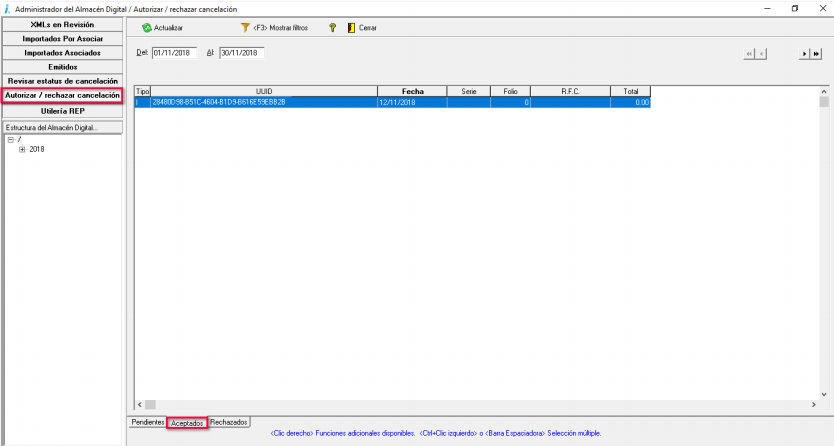 Administrador del Almacén Digital / Autorizar / rechazar cancelación
XMLs en Revisión
Importados Por Asociar
Importados Asociados
Emitidos
Revisar estatus de cancelación
Autorizar / rechazar cancelación
Utilería REP
Estructura del Almacén Digital...
/
2018
Actualizar <F3> Mostrar filtros Cerrar
Del: 01/11/2018 Al: 30/11/2018
Tipo UUID Fecha Serie Folio R.F.C. Total
I 28480D98-B51C-4604-B1D9-B616E59EBB2B 12/11/2018 0 0.00
Pendientes Aceptados Rechazados
<Clic derecho> Funciones adicionales disponibles. <Ctrl+Clic izquierdo> o <Barra Espaciadora> Selección múltiple.